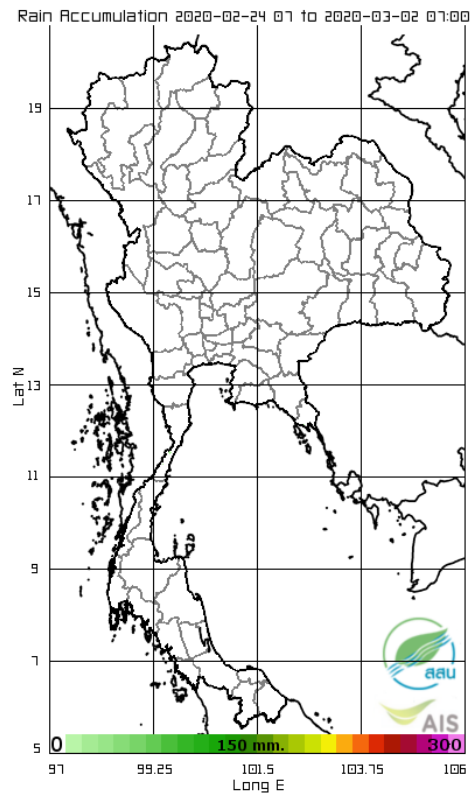 Rain Accumulation 2020-02-24 07 to 2020-03-02 07:00
19
17
15
Lat N
13
11
9
7
สสน
AIS
5
0 150 mm. 300
97 99.25 101.5 103.75 106
Long E